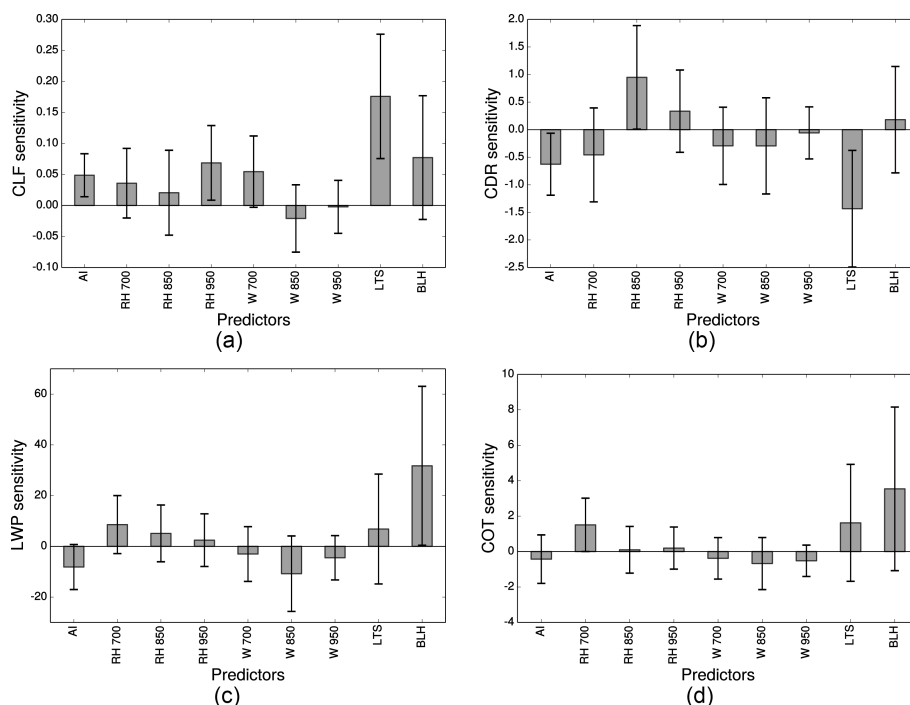 0.30
0.25
0.20
0.15
0.10
0.05
0.00
-0.05
-0.10
CLF sensitivity
AI
RH 700
RH 850
RH 950
W 700
W 850
W 950
LTS
BLH
Predictors
(a)
2.0
1.5
1.0
0.5
0.0
-0.5
-1.0
-1.5
-2.0
-2.5
CDR sensitivity
AI
RH 700
RH 850
RH 950
W 700
W 850
W 950
LTS
BLH
Predictors
(b)
60
40
20
0
-20
LWP sensitivity
AI
RH 700
RH 850
RH 950
W 700
W 850
W 950
LTS
BLH
Predictors
(c)
10
8
6
4
2
0
-2
-4
COT sensitivity
AI
RH 700
RH 850
RH 950
W 700
W 850
W 950
LTS
BLH
Predictors
(d)